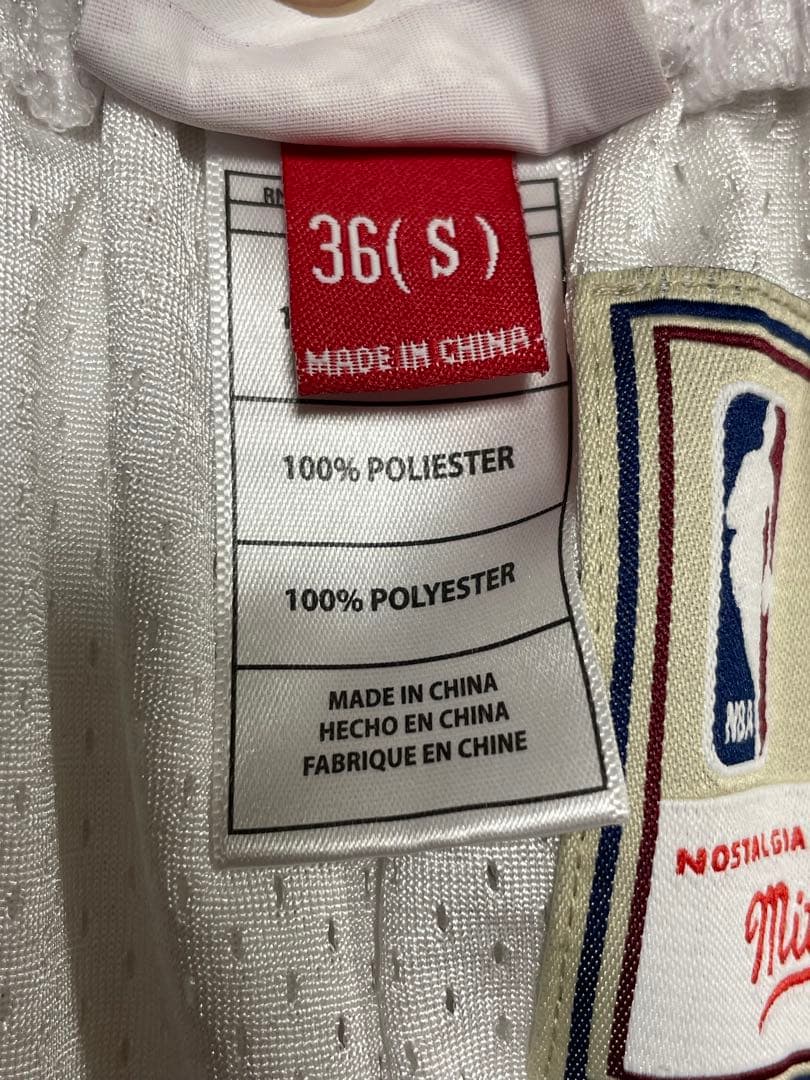 RN
36( S )
MADE IN CHINA
100% POLIESTER
100% POLYESTER
MADE IN CHINA
HECHO EN CHINA
FABRIQUE EN CHINE
NBA
NOSTALGIA